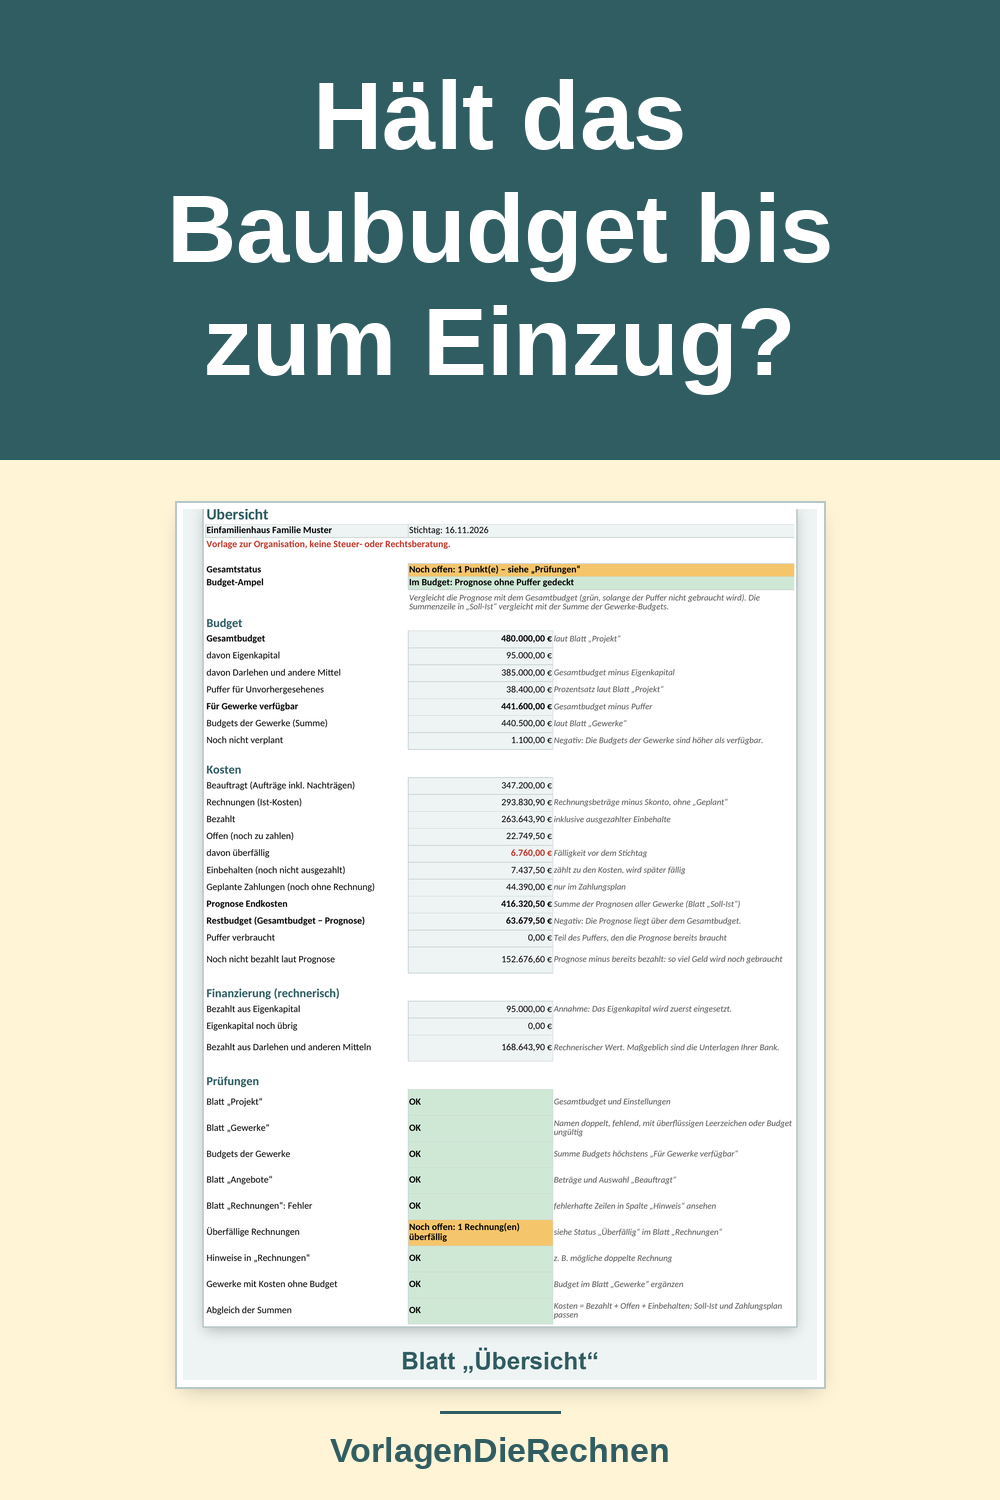 Hält das
Baubudget bis
zum Einzug?
Übersicht
Einfamilienhaus Familie Muster Stichtag: 16.11.2026
Vorlage zur Organisation, keine Steuer- oder Rechtsberatung.
Gesamtstatus Noch offen: 1 Punkt(e) – siehe „Prüfungen“
Budget-Ampel Im Budget: Prognose ohne Puffer gedeckt
Vergleicht die Prognose mit dem Gesamtbudget (grün, solange der Puffer nicht gebraucht wird). Die
Summenzeile in „Soll-Ist“ vergleicht mit der Summe der Gewerke-Budgets.
Budget
Gesamtbudget 480.000,00 € laut Blatt „Projekt“
davon Eigenkapital 95.000,00 €
davon Darlehen und andere Mittel 385.000,00 € Gesamtbudget minus Eigenkapital
Puffer für Unvorhergesehenes 38.400,00 € Prozentsatz laut Blatt „Projekt“
Für Gewerke verfügbar 441.600,00 € Gesamtbudget minus Puffer
Budgets der Gewerke (Summe) 440.500,00 € laut Blatt „Gewerke“
Noch nicht verplant 1.100,00 € Negativ: Die Budgets der Gewerke sind höher als verfügbar.
Kosten
Beauftragt (Aufträge inkl. Nachträgen) 347.200,00 €
Rechnungen (Ist-Kosten) 293.830,90 € Rechnungsbeträge minus Skonto, ohne „Geplant“
Bezahlt 263.643,90 € inklusive ausgezahlter Einbehalte
Offen (noch zu zahlen) 22.749,50 €
davon überfällig 6.760,00 € Fälligkeit vor dem Stichtag
Einbehalten (noch nicht ausgezahlt) 7.437,50 € zählt zu den Kosten, wird später fällig
Geplante Zahlungen (noch ohne Rechnung) 44.390,00 € nur im Zahlungsplan
Prognose Endkosten 416.320,50 € Summe der Prognosen aller Gewerke (Blatt „Soll-Ist“)
Restbudget (Gesamtbudget – Prognose) 63.679,50 € Negativ: Die Prognose liegt über dem Gesamtbudget.
Puffer verbraucht 0,00 € Teil des Puffers, den die Prognose bereits braucht
Noch nicht bezahlt laut Prognose 152.676,60 € Prognose minus bereits bezahlt: so viel Geld wird noch gebraucht
Finanzierung (rechnerisch)
Bezahlt aus Eigenkapital 95.000,00 € Annahme: Das Eigenkapital wird zuerst eingesetzt.
Eigenkapital noch übrig 0,00 €
Bezahlt aus Darlehen und anderen Mitteln 168.643,90 € Rechnerischer Wert. Maßgeblich sind die Unterlagen Ihrer Bank.
Prüfungen
Blatt „Projekt“ OK Gesamtbudget und Einstellungen
Blatt „Gewerke“ OK Namen doppelt, fehlend, mit überflüssigen Leerzeichen oder Budget
ungültig
Budgets der Gewerke OK Summe Budgets höchstens „Für Gewerke verfügbar“
Blatt „Angebote“ OK Beträge und Auswahl „Beauftragt“
Blatt „Rechnungen“: Fehler OK fehlerhafte Zeilen in Spalte „Hinweis“ ansehen
Überfällige Rechnungen Noch offen: 1 Rechnung(en)
überfällig siehe Status „Überfällig“ im Blatt „Rechnungen“
Hinweise in „Rechnungen“ OK z. B. mögliche doppelte Rechnung
Gewerke mit Kosten ohne Budget OK Budget im Blatt „Gewerke“ ergänzen
Abgleich der Summen OK Kosten = Bezahlt + Offen + Einbehalten; Soll-Ist und Zahlungsplan
passen
Blatt „Übersicht“
VorlagenDieRechnen